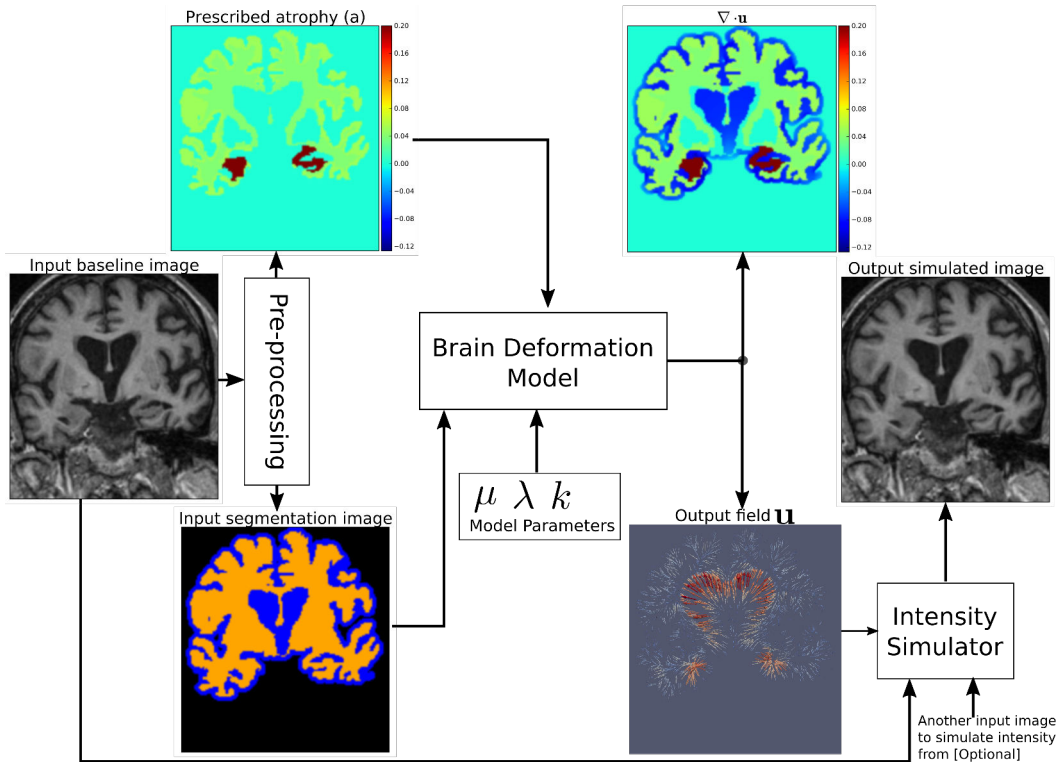 Prescribed atrophy (a)
0.20
0.16
0.12
0.08
0.04
0.00
−0.04
−0.08
−0.12
∇ · u
0.20
0.16
0.12
0.08
0.04
0.00
−0.04
−0.08
−0.12
Input baseline image
Pre-processing
Brain Deformation
Model
Output simulated image
μ λ k
Model Parameters
Input segmentation image
Output field u
Intensity
Simulator
Another input image
to simulate intensity
from [Optional]